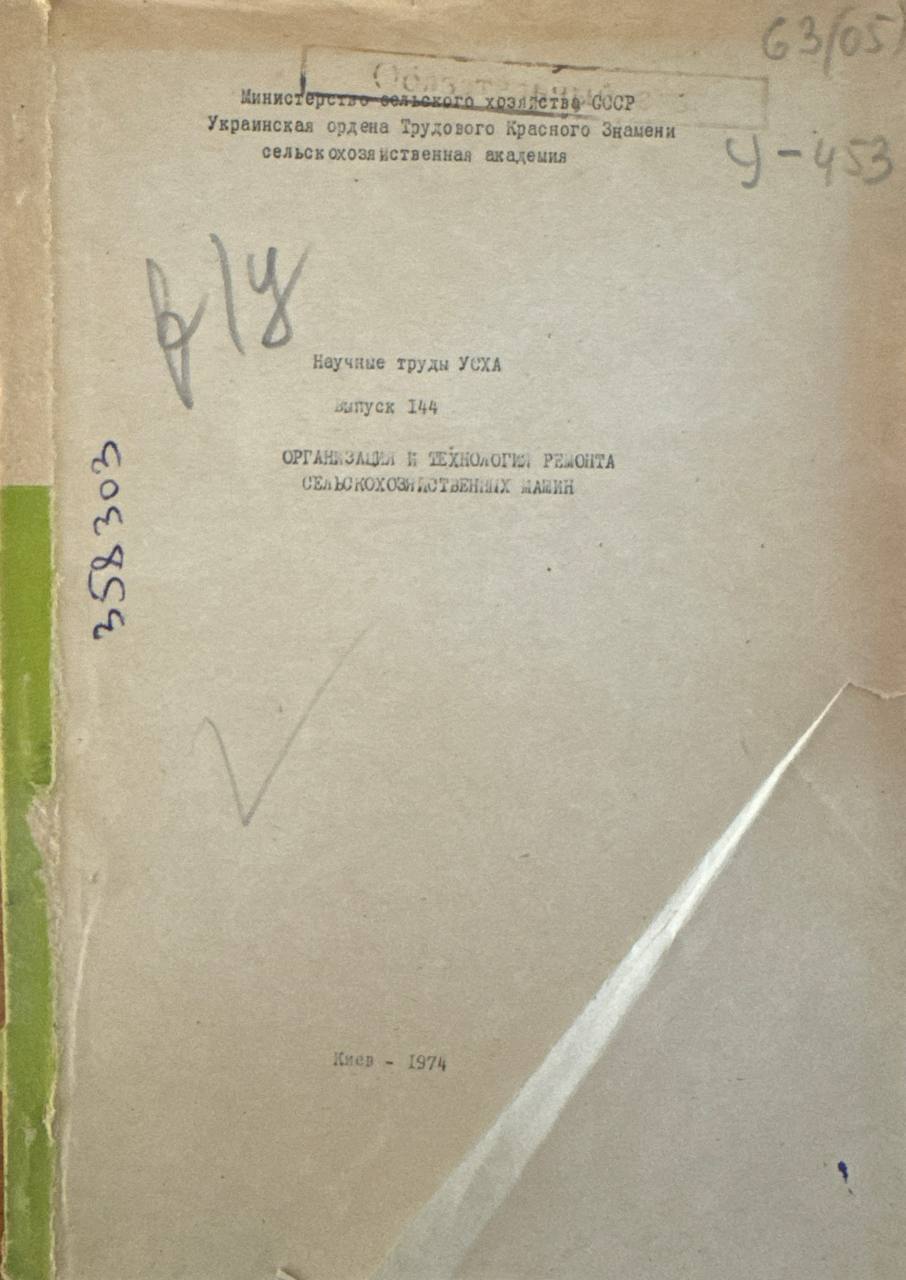 63/05)
Министерство сельского хозяйства СССР
Украинская ордена Трудового Красного Знамени
сельскохозяйственная академия
У-453
Научные труды УСХА
Выпуск 144
ОРГАНИЗАЦИЯ И ТЕХНОЛОГИЯ РЕМОНТА
СЕЛЬСКОХОЗЯЙСТВЕННЫХ МАШИН
358303
Киев - 1974